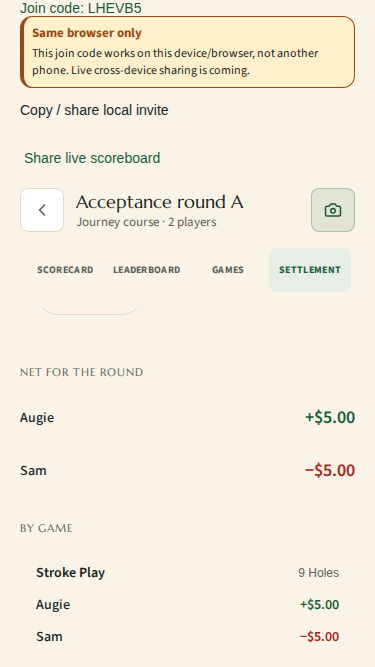 Join code: LHEVB5
Same browser only
This join code works on this device/browser, not another
phone. Live cross-device sharing is coming.
Copy / share local invite
Share live scoreboard
Acceptance round A
Journey course · 2 players
SCORECARD LEADERBOARD GAMES SETTLEMENT
NET FOR THE ROUND
Augie +$5.00
Sam −$5.00
BY GAME
Stroke Play 9 Holes
Augie +$5.00
Sam −$5.00